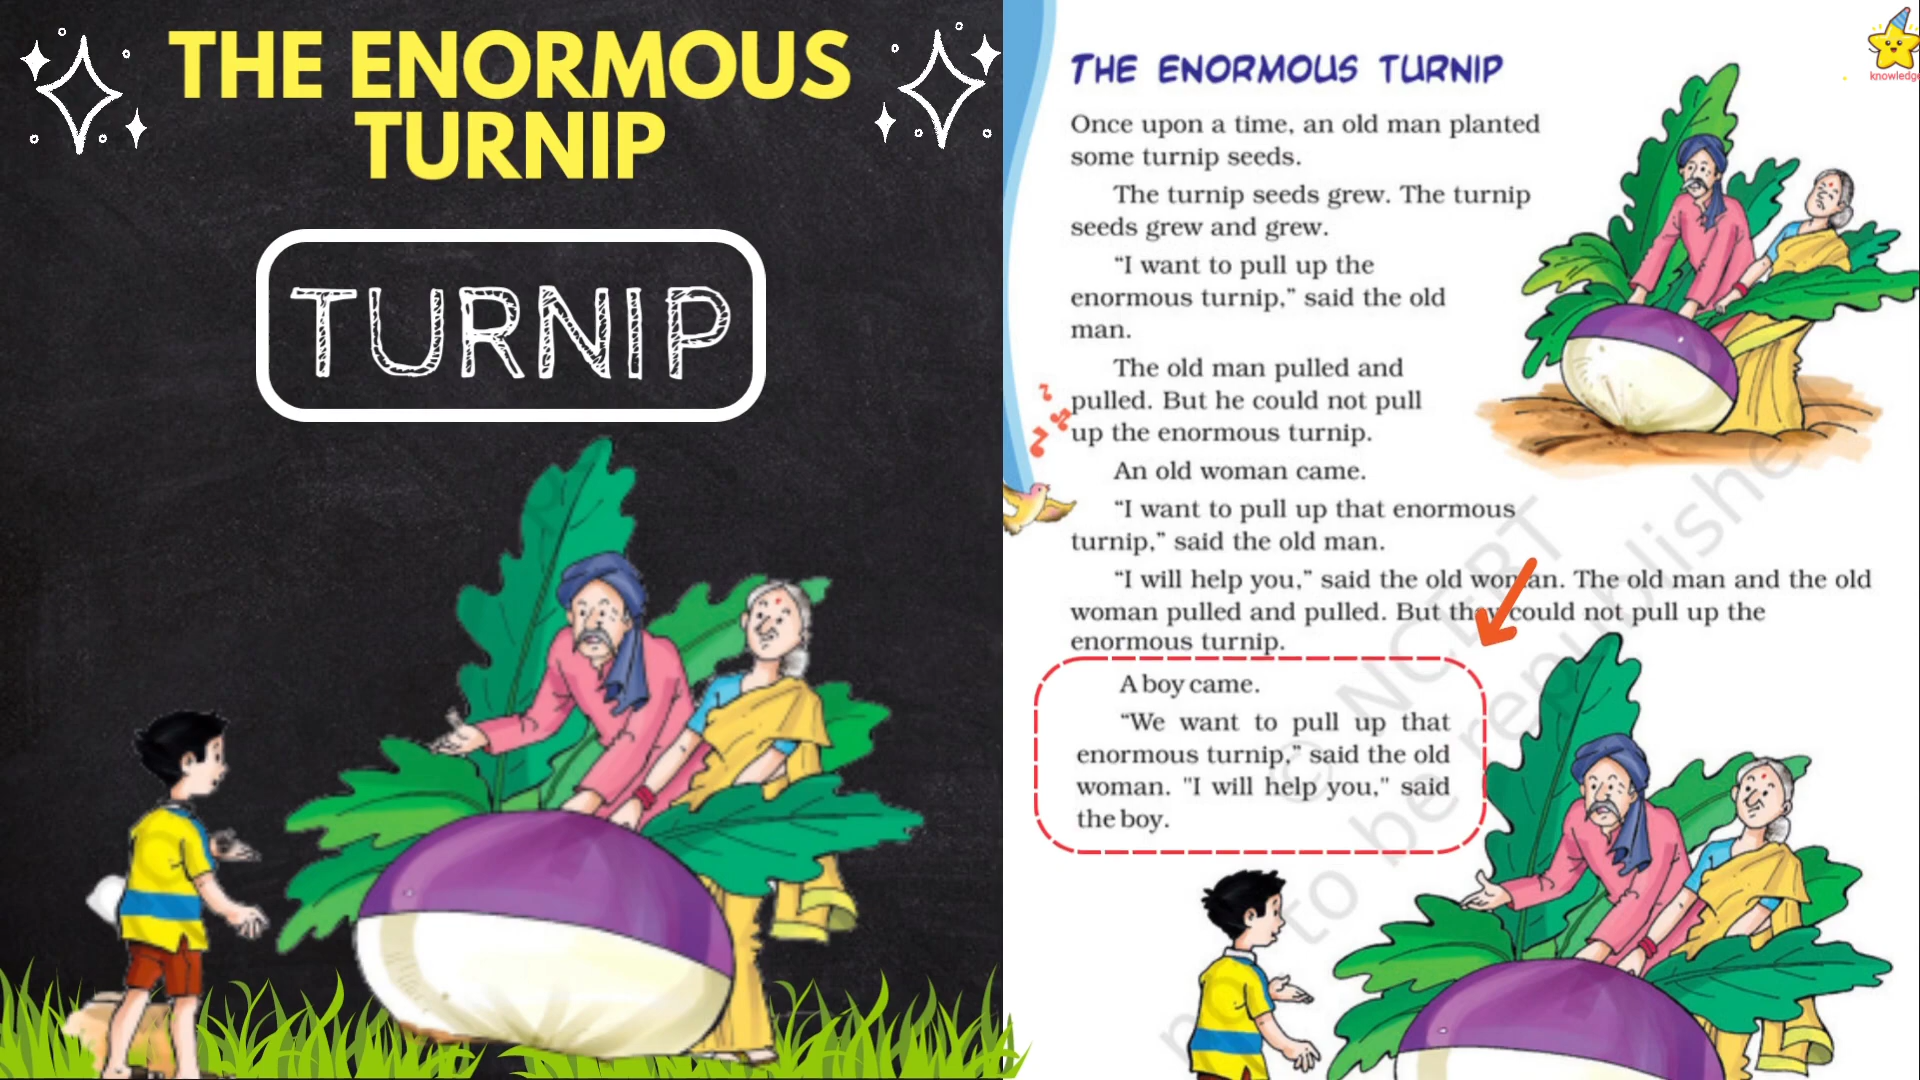 THE ENORMOUS
TURNIP
TURNIP
knowledge
THE ENORMOUS TURNIP
Once upon a time, an old man planted
some turnip seeds.
The turnip seeds grew. The turnip
seeds grew and grew.
“I want to pull up the
enormous turnip,” said the old
man.
The old man pulled and
pulled. But he could not pull
up the enormous turnip.
An old woman came.
“I want to pull up that enormous
turnip,” said the old man.
“I will help you,” said the old woman. The old man and the old
woman pulled and pulled. But they could not pull up the
enormous turnip.
A boy came.
“We want to pull up that
enormous turnip,” said the old
woman. "I will help you," said
the boy.
© NCERT
to be republished